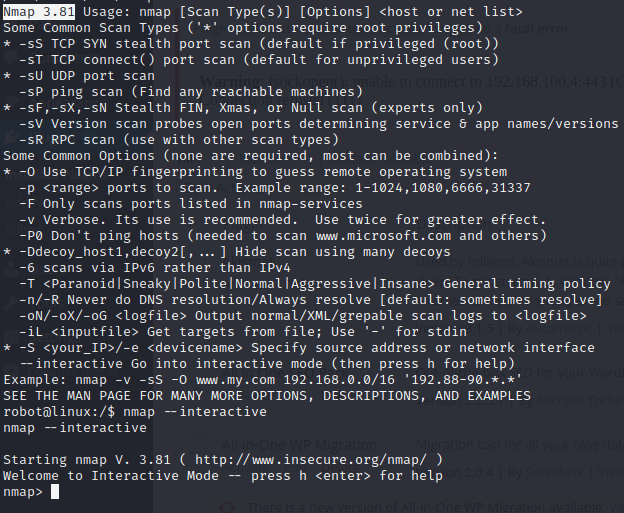 Nmap 3.81 Usage: nmap [Scan Type(s)] [Options] <host or net list>
Some Common Scan Types ('*' options require root privileges)
* -sS TCP SYN stealth port scan (default if privileged (root))
  -sT TCP connect() port scan (default for unprivileged users)
* -sU UDP port scan
  -sP ping scan (Find any reachable machines)
* -sF,-sX,-sN Stealth FIN, Xmas, or Null scan (experts only)
  -sV Version scan probes open ports determining service & app names/versions
  -sR RPC scan (use with other scan types)
Some Common Options (none are required, most can be combined):
* -O Use TCP/IP fingerprinting to guess remote operating system
  -p <range> ports to scan.  Example range: 1-1024,1080,6666,31337
  -F Only scans ports listed in nmap-services
  -v Verbose. Its use is recommended.  Use twice for greater effect.
  -P0 Don't ping hosts (needed to scan www.microsoft.com and others)
* -Ddecoy_host1,decoy2[,...] Hide scan using many decoys
  -6 scans via IPv6 rather than IPv4
  -T <Paranoid|Sneaky|Polite|Normal|Aggressive|Insane> General timing policy
  -n/-R Never do DNS resolution/Always resolve [default: sometimes resolve]
  -oN/-oX/-oG <logfile> Output normal/XML/grepable scan logs to <logfile>
  -iL <inputfile> Get targets from file; Use '-' for stdin
* -S <your_IP>/-e <devicename> Specify source address or network interface
  --interactive Go into interactive mode (then press h for help)
Example: nmap -v -sS -O www.my.com 192.168.0.0/16 '192.88-90.*.*'
SEE THE MAN PAGE FOR MANY MORE OPTIONS, DESCRIPTIONS, AND EXAMPLES
robot@linux:/$ nmap --interactive
nmap --interactive
Starting nmap V. 3.81 ( http://www.insecure.org/nmap/ )
Welcome to Interactive Mode -- press h <enter> for help
nmap>